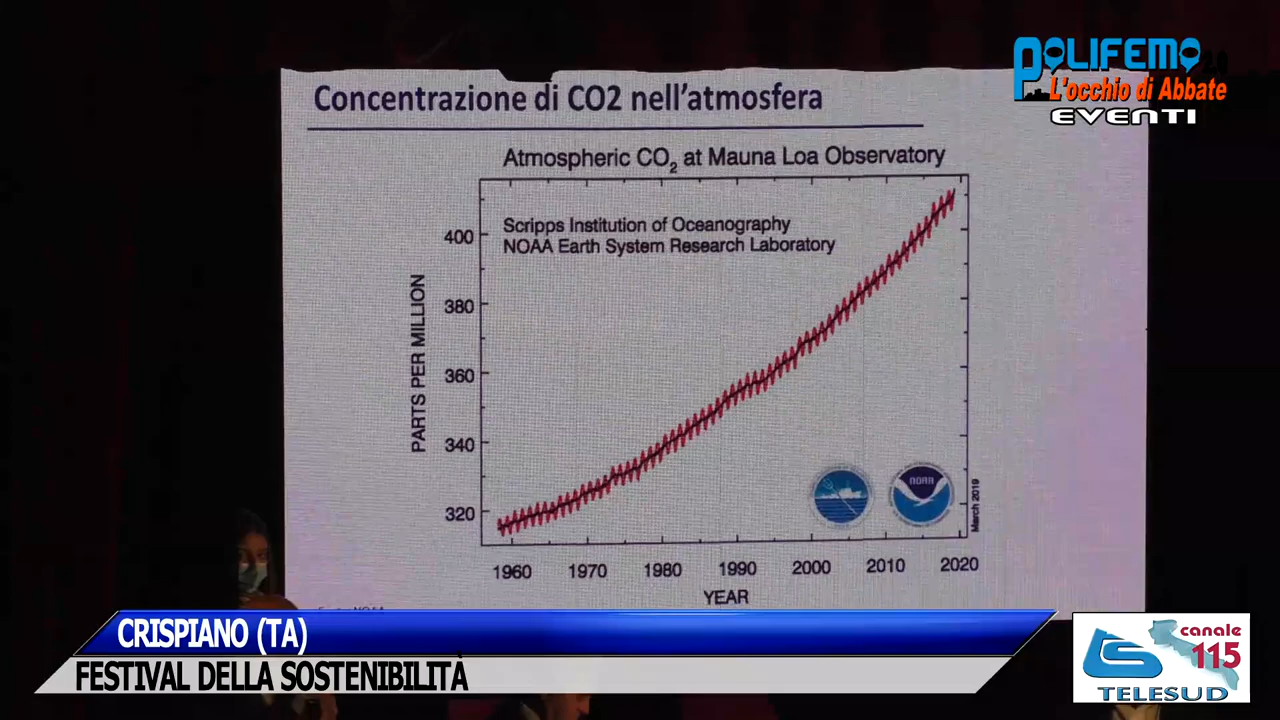 POLIFEMO
L'occhio di Abbate
EVENTI
Concentrazione di CO2 nell'atmosfera
Atmospheric CO₂ at Mauna Loa Observatory
Scripps Institution of Oceanography
NOAA Earth System Research Laboratory
PARTS PER MILLION
400
380
360
340
320
NOAA
March 2019
1960 1970 1980 1990 2000 2010 2020
YEAR
CRISPIANO (TA)
FESTIVAL DELLA SOSTENIBILITÀ
canale
115
TELESUD